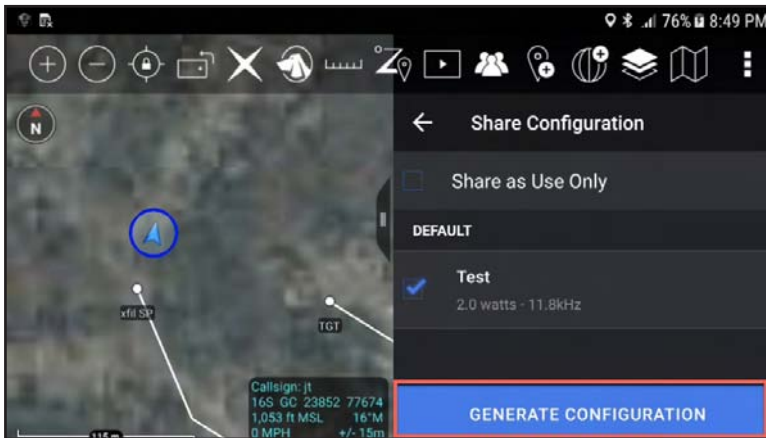 76% 8:49 PM
N
Share Configuration
Share as Use Only
DEFAULT
Test
2.0 watts - 11.8kHz
xfil SP
TGT
Callsign: jt
16S GC 23852 77674
1,053 ft MSL 16°M
0 MPH +/- 15m
115 m
GENERATE CONFIGURATION